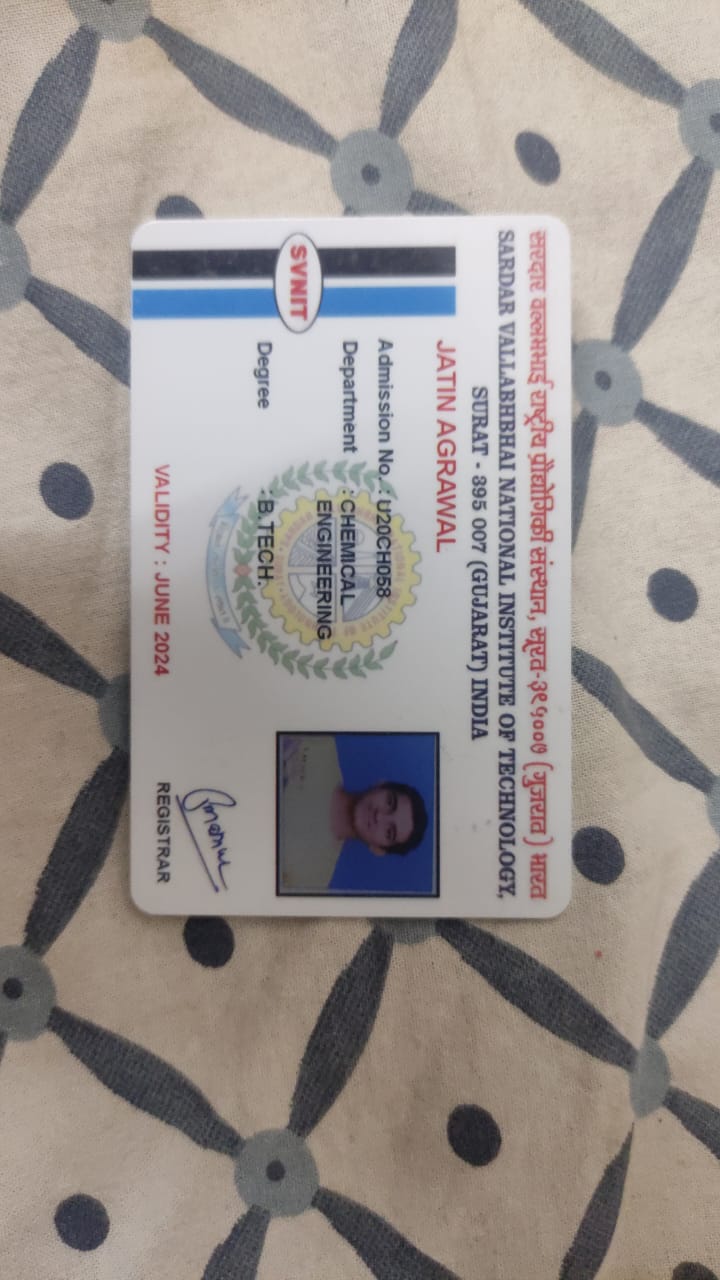 सरदार वल्लभभाई राष्ट्रीय प्रौद्योगिकी संस्थान, सूरत-३९५००७ (गुजरात) भारत
SARDAR VALLABHBHAI NATIONAL INSTITUTE OF TECHNOLOGY,
SURAT - 395 007 (GUJARAT) INDIA
SVNIT
JATIN AGRAWAL
Admission No. : U20CH058
Department : CHEMICAL
ENGINEERING
Degree : B.TECH.
VALIDITY : JUNE 2024
REGISTRAR